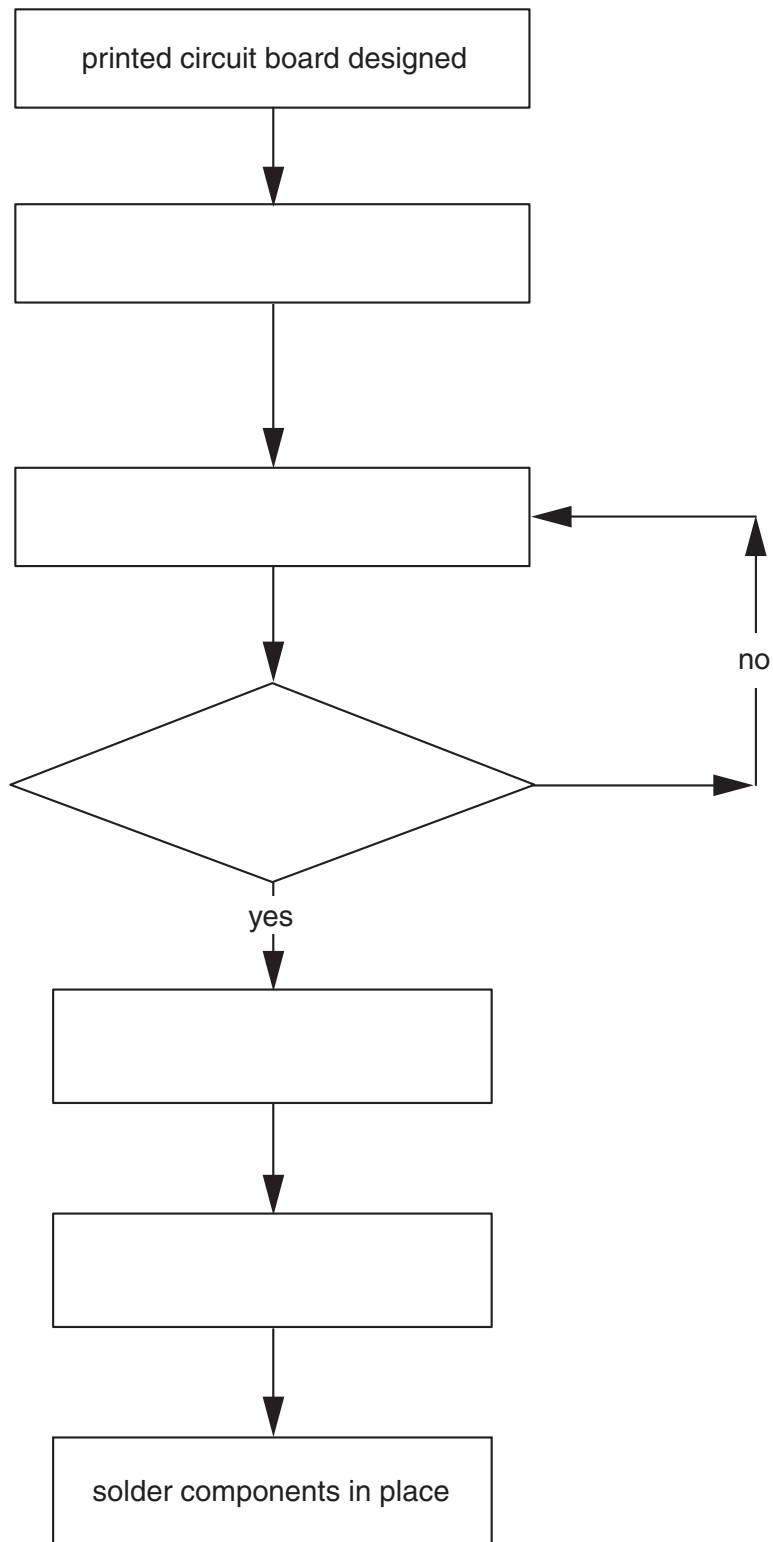 printed circuit board designed
no
yes
solder components in place